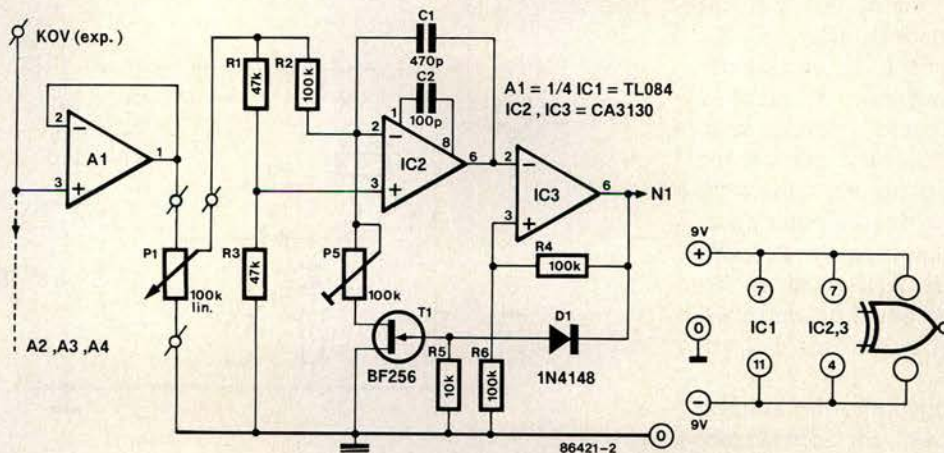 KOV (exp.)
A1
2
3
1
−
+
A2 ,A3 , A4
P1
100k
lin.
R1
47k
R2
100k
R3
47k
C1
470p
C2
100p
1
8
2
3
6
−
+
IC2
P5
100k
T1
BF256
A1 = 1/4 IC1 = TL084
IC2 , IC3 = CA3130
2
3
6
−
+
IC3
N1
R4
100k
D1
1N4148
R5
10k
R6
100k
86421-2
0
9V
+
0
−
9V
7
7
IC1
IC2,3
11
4